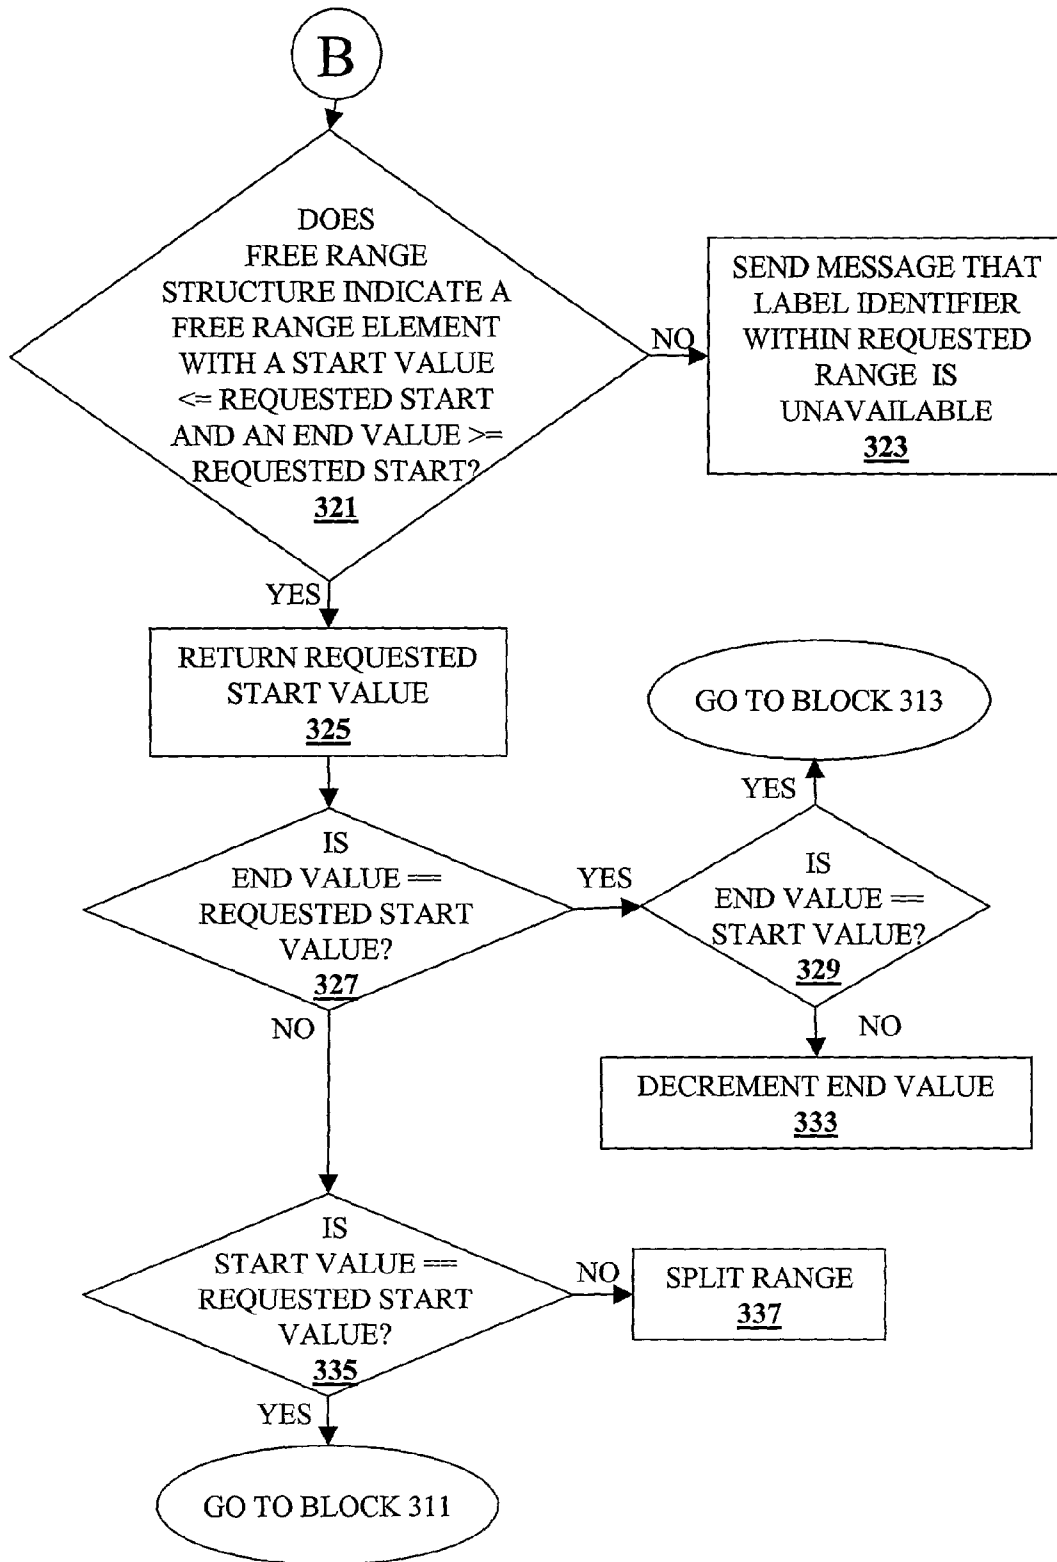 B
DOES
FREE RANGE
STRUCTURE INDICATE A
FREE RANGE ELEMENT
WITH A START VALUE
<= REQUESTED START
AND AN END VALUE >=
REQUESTED START?
321
NO
SEND MESSAGE THAT
LABEL IDENTIFIER
WITHIN REQUESTED
RANGE IS
UNAVAILABLE
323
YES
RETURN REQUESTED
START VALUE
325
GO TO BLOCK 313
YES
IS
END VALUE ==
REQUESTED START
VALUE?
327
YES
IS
END VALUE ==
START VALUE?
329
NO
NO
DECREMENT END VALUE
333
IS
START VALUE ==
REQUESTED START
VALUE?
335
NO
SPLIT RANGE
337
YES
GO TO BLOCK 311